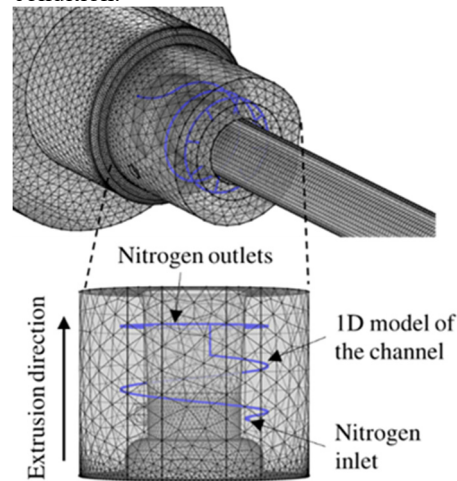 Nitrogen outlets
Extrusion direction
1D model of
the channel
Nitrogen
inlet